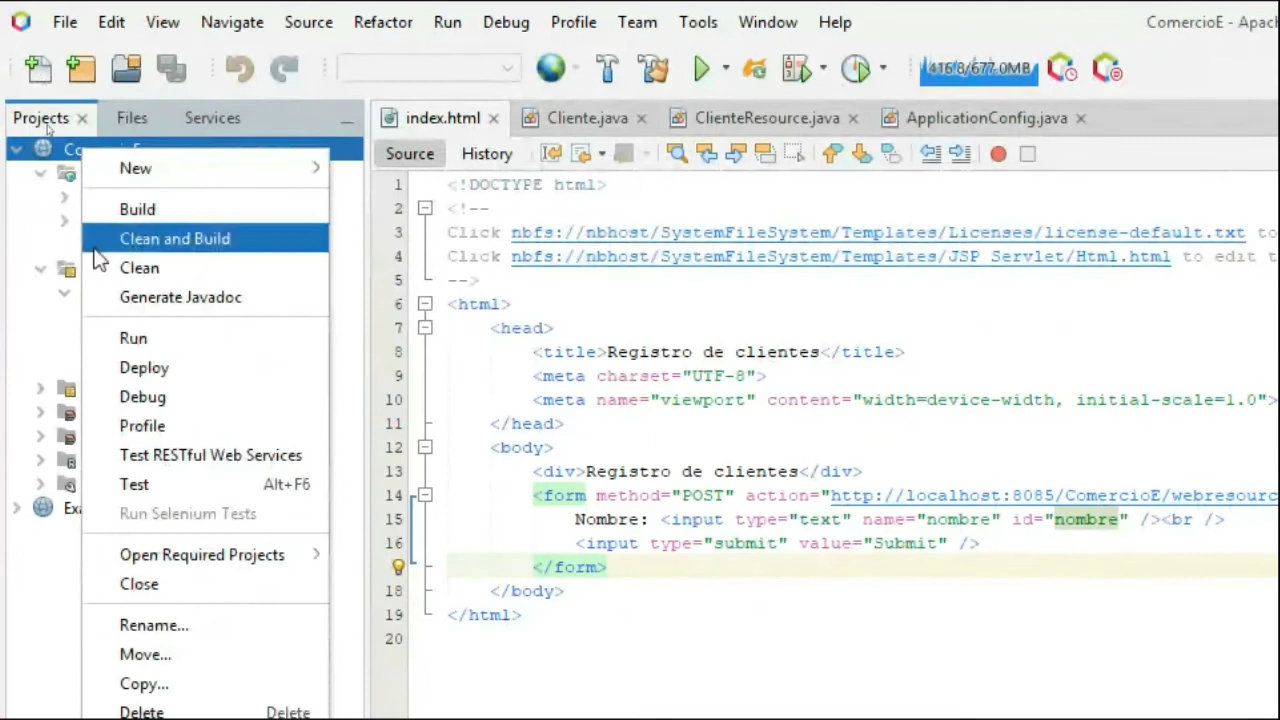 File Edit View Navigate Source Refactor Run Debug Profile Team Tools Window Help ComercioE - Apac
416.8/677.0MB
Projects Files Services index.html Cliente.java ClienteResource.java ApplicationConfig.java
Source History
New
Build
Clean and Build
Clean
Generate Javadoc
Run
Deploy
Debug
Profile
Test RESTful Web Services
Test Alt+F6
Run Selenium Tests
Open Required Projects
Close
Rename...
Move...
Copy...
Delete Delete
1 <!DOCTYPE html>
2 <!--
3 Click nbfs://nbhost/SystemFileSystem/Templates/Licenses/license-default.txt to
4 Click nbfs://nbhost/SystemFileSystem/Templates/JSP_Servlet/Html.html to edit t
5 -->
6 <html>
7 <head>
8 <title>Registro de clientes</title>
9 <meta charset="UTF-8">
10 <meta name="viewport" content="width=device-width, initial-scale=1.0">
11 </head>
12 <body>
13 <div>Registro de clientes</div>
14 <form method="POST" action="http://localhost:8085/ComercioE/webresourc
15 Nombre: <input type="text" name="nombre" id="nombre" /><br />
16 <input type="submit" value="Submit" />
</form>
18 </body>
19 </html>
20